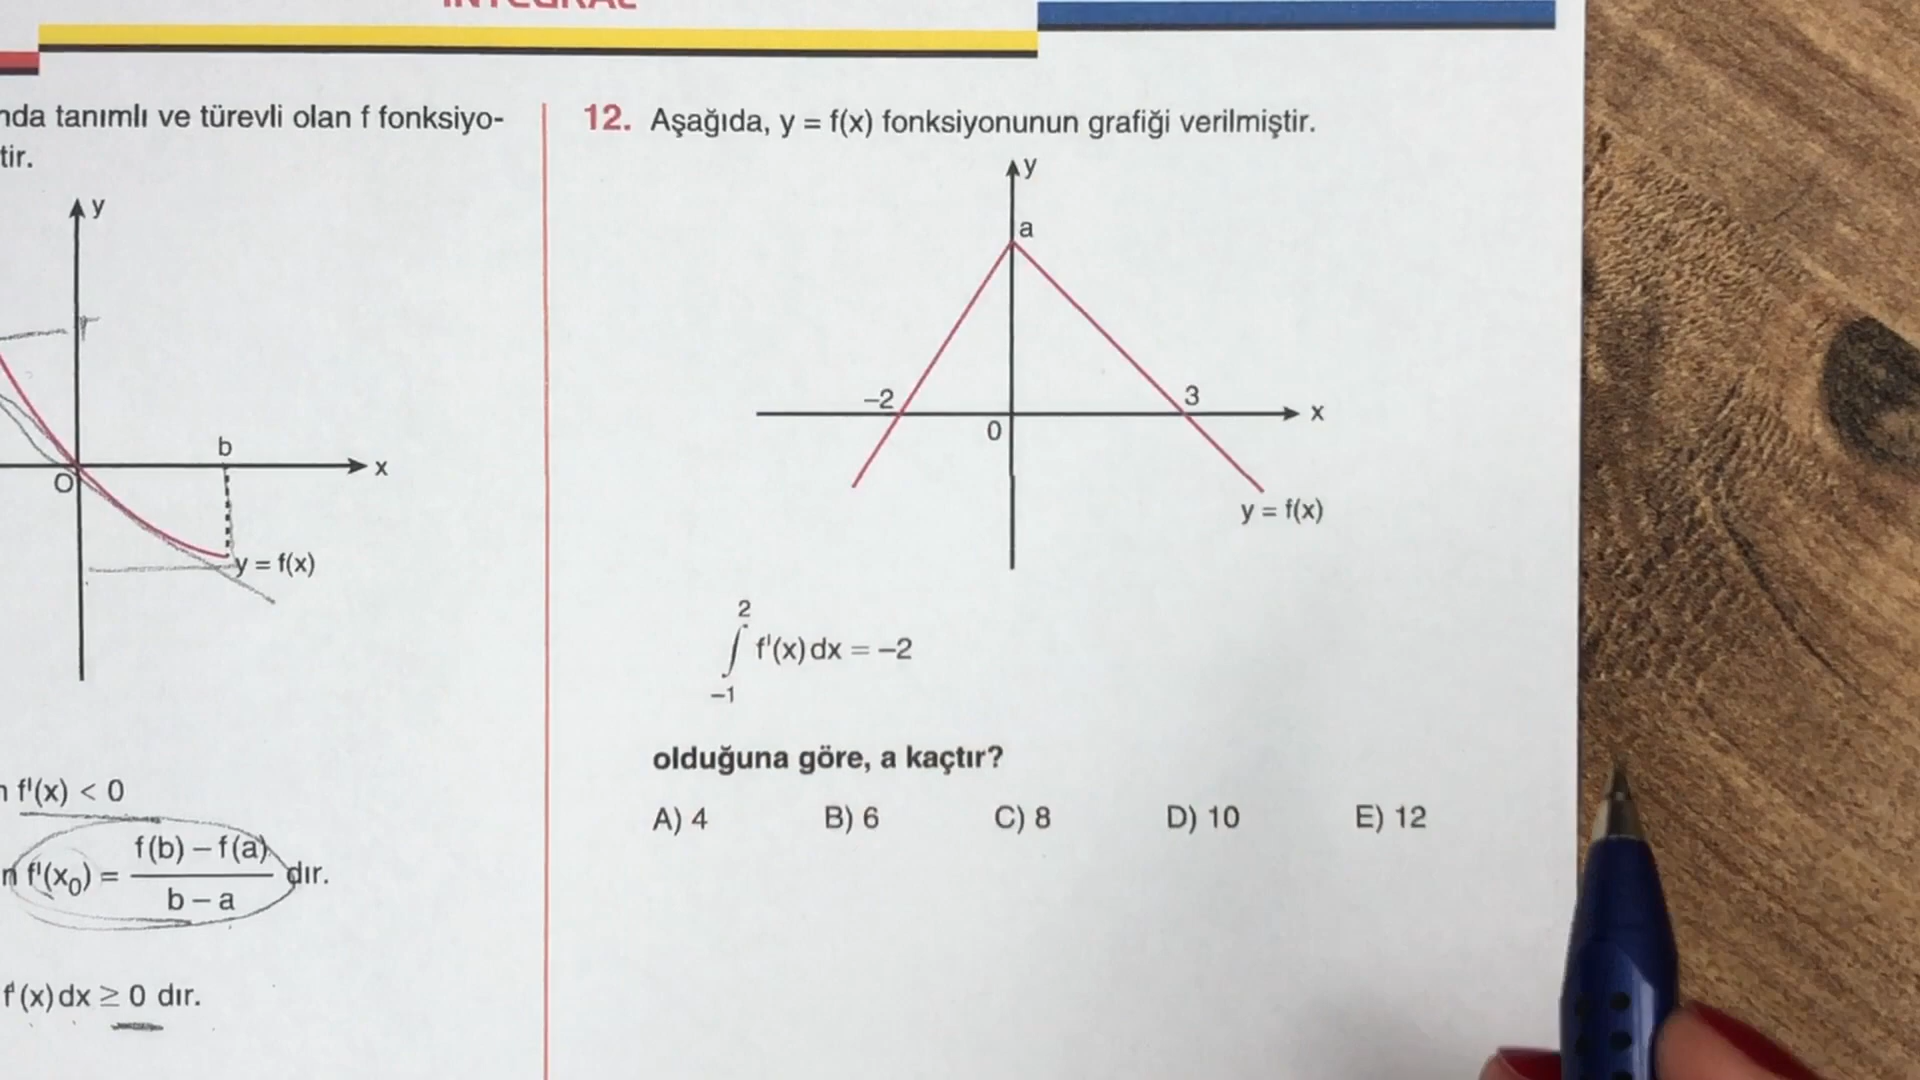 nda tanımlı ve türevli olan f fonksiyo-
tir.
y
b
x
O
y = f(x)
f'(x) < 0
f'(x₀) = f(b) – f(a) / b – a dır.
f'(x) dx ≥ 0 dır.
12. Aşağıda, y = f(x) fonksiyonunun grafiği verilmiştir.
y
a
–2
3
x
0
y = f(x)
2
∫ f'(x) dx = –2
–1
olduğuna göre, a kaçtır?
A) 4 B) 6 C) 8 D) 10 E) 12